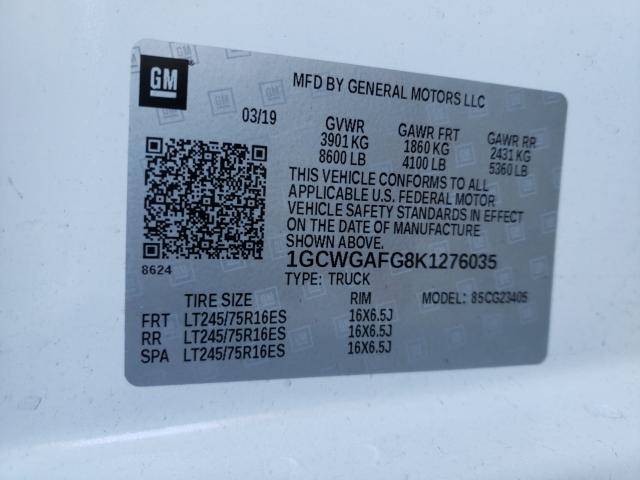 GM
MFD BY GENERAL MOTORS LLC
03/19 GVWR GAWR FRT GAWR RR
3901 KG 1860 KG 2431 KG
8600 LB 4100 LB 5360 LB
THIS VEHICLE CONFORMS TO ALL
APPLICABLE U.S. FEDERAL MOTOR
VEHICLE SAFETY STANDARDS IN EFFECT
ON THE DATE OF MANUFACTURE
SHOWN ABOVE.
8624
1GCWGAFG8K1276035
TYPE: TRUCK
TIRE SIZE RIM MODEL: 85CG23405
FRT LT245/75R16ES 16X6.5J
RR LT245/75R16ES 16X6.5J
SPA LT245/75R16ES 16X6.5J